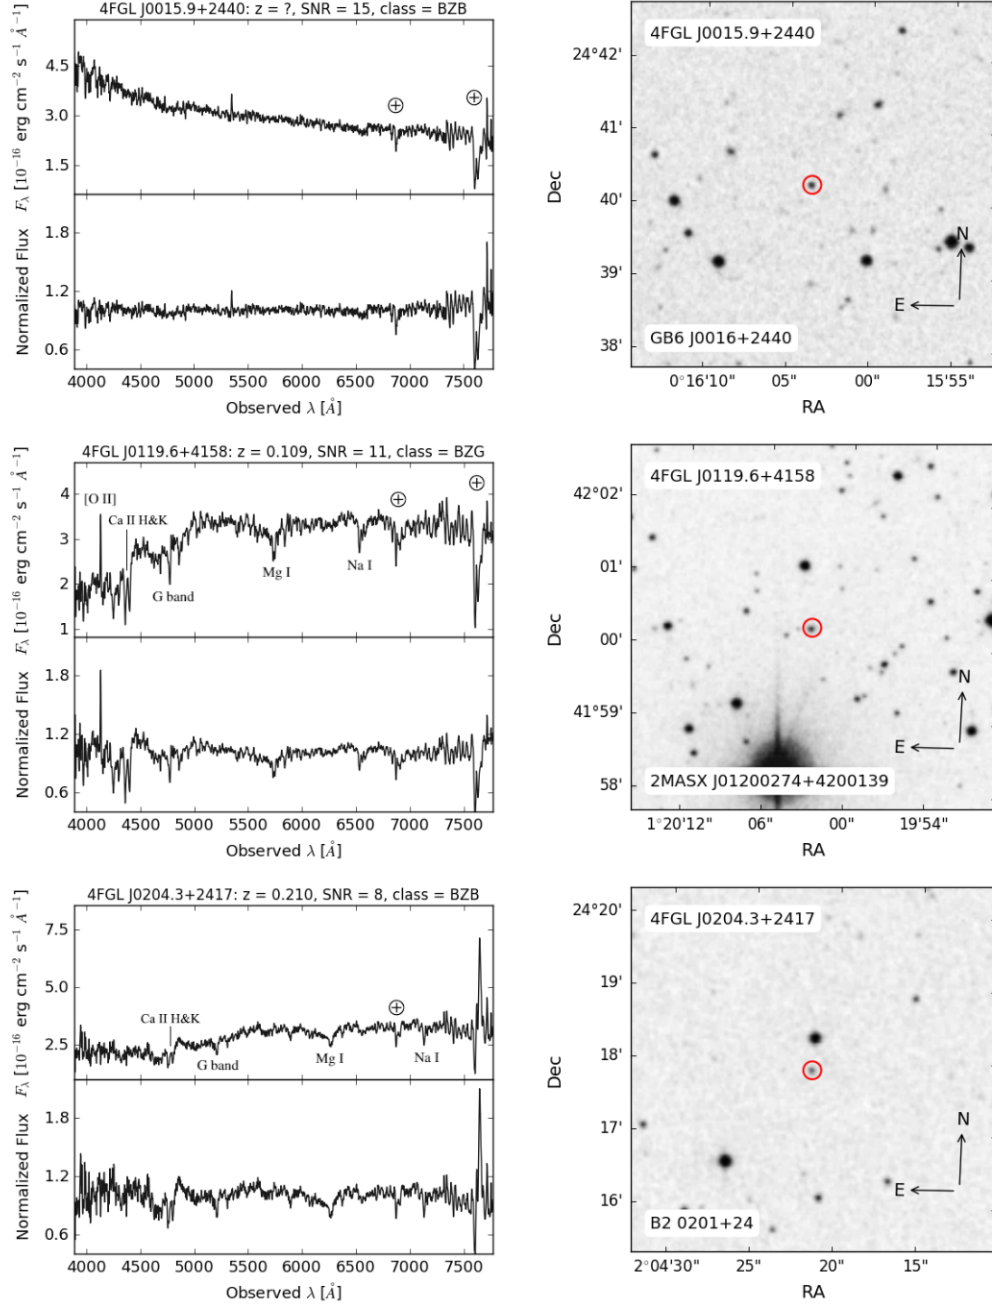 4FGL J0015.9+2440: z = ?, SNR = 15, class = BZB
F_λ [10⁻¹⁶ erg cm⁻² s⁻¹ Å⁻¹]
4.5
3.0
1.5
⊕
⊕
Normalized Flux
1.8
1.2
0.6
4000 4500 5000 5500 6000 6500 7000 7500
Observed λ [Å]
4FGL J0015.9+2440
24°42'
41'
40'
39'
38'
Dec
N
E
GB6 J0016+2440
0°16'10" 05" 00" 15'55"
RA
4FGL J0119.6+4158: z = 0.109, SNR = 11, class = BZG
F_λ [10⁻¹⁶ erg cm⁻² s⁻¹ Å⁻¹]
4
3
2
1
[O II]
Ca II H&K
G band
Mg I
Na I
⊕
⊕
Normalized Flux
1.8
1.2
0.6
4000 4500 5000 5500 6000 6500 7000 7500
Observed λ [Å]
4FGL J0119.6+4158
42°02'
01'
00'
41°59'
58'
Dec
N
E
2MASX J01200274+4200139
1°20'12" 06" 00" 19'54"
RA
4FGL J0204.3+2417: z = 0.210, SNR = 8, class = BZB
F_λ [10⁻¹⁶ erg cm⁻² s⁻¹ Å⁻¹]
7.5
5.0
2.5
Ca II H&K
G band
Mg I
Na I
⊕
Normalized Flux
1.8
1.2
0.6
4000 4500 5000 5500 6000 6500 7000 7500
Observed λ [Å]
4FGL J0204.3+2417
24°20'
19'
18'
17'
16'
Dec
N
E
B2 0201+24
2°04'30" 25" 20" 15"
RA